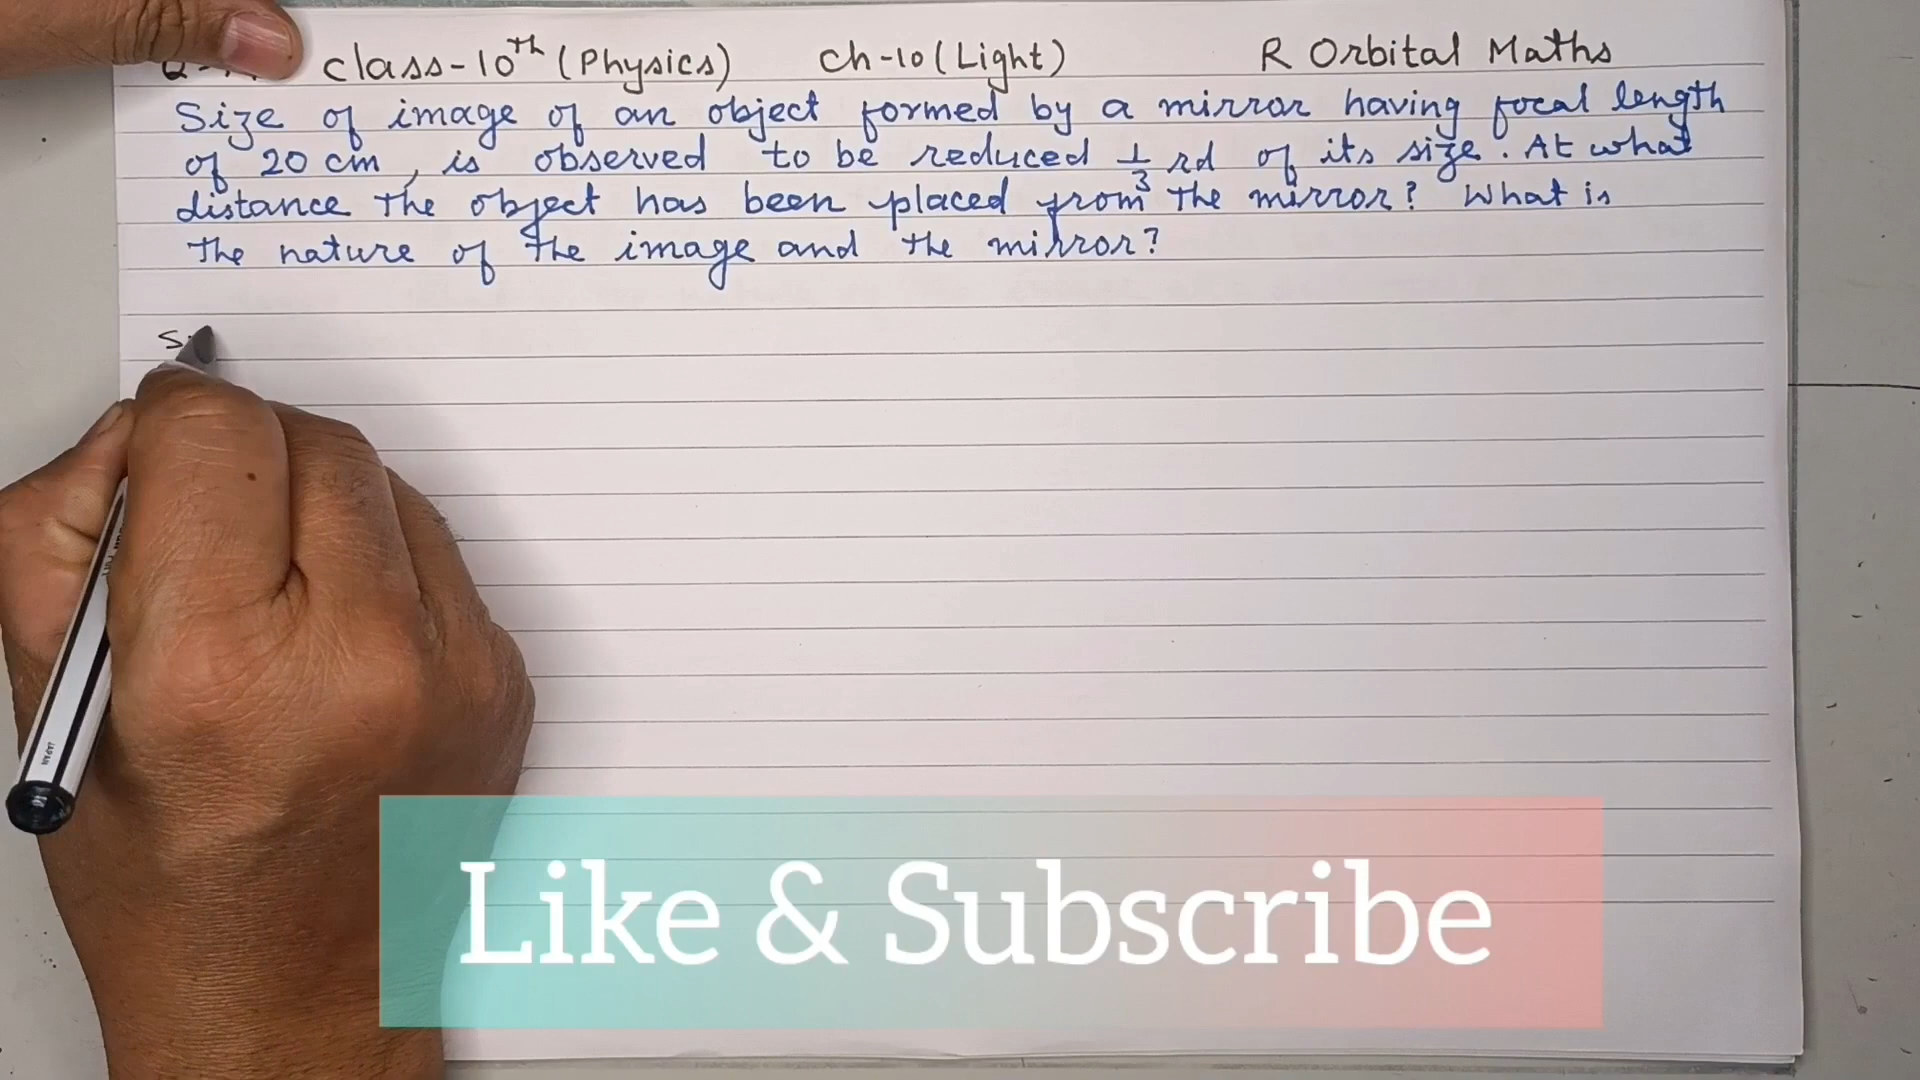 class-10th (Physics) Ch-10 (Light) R Orbital Maths
Size of image of an object formed by a mirror having focal length
of 20 cm, is observed to be reduced 1/3 rd of its size. At what
distance the object has been placed from the mirror? What is
the nature of the image and the mirror?
Like & Subscribe